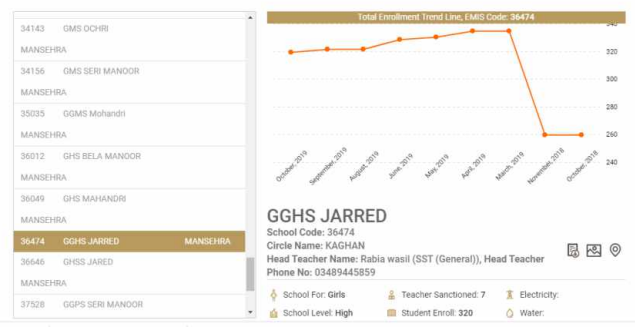 34143 GMS OCHRI
MANSEHRA
34156 GMS SERI MANOOR
MANSEHRA
35035 GGMS Mohandri
MANSEHRA
36012 GHS BELA MANOOR
MANSEHRA
36049 GHS MAHANDRI
MANSEHRA
36474 GGHS JARRED MANSEHRA
36646 GHSS JARED
MANSEHRA
37528 GGPS SERI MANOOR
Total Enrollment Trend Line, EMIS Code: 36474
340
320
300
280
260
240
October, 2019
September, 2019
August, 2019
June, 2019
May, 2019
April, 2019
March, 2019
November, 2018
October, 2018
GGHS JARRED
School Code: 36474
Circle Name: KAGHAN
Head Teacher Name: Rabia wasil (SST (General)), Head Teacher
Phone No: 03489445859
School For: Girls Teacher Sanctioned: 7 Electricity:
School Level: High Student Enroll: 320 Water: